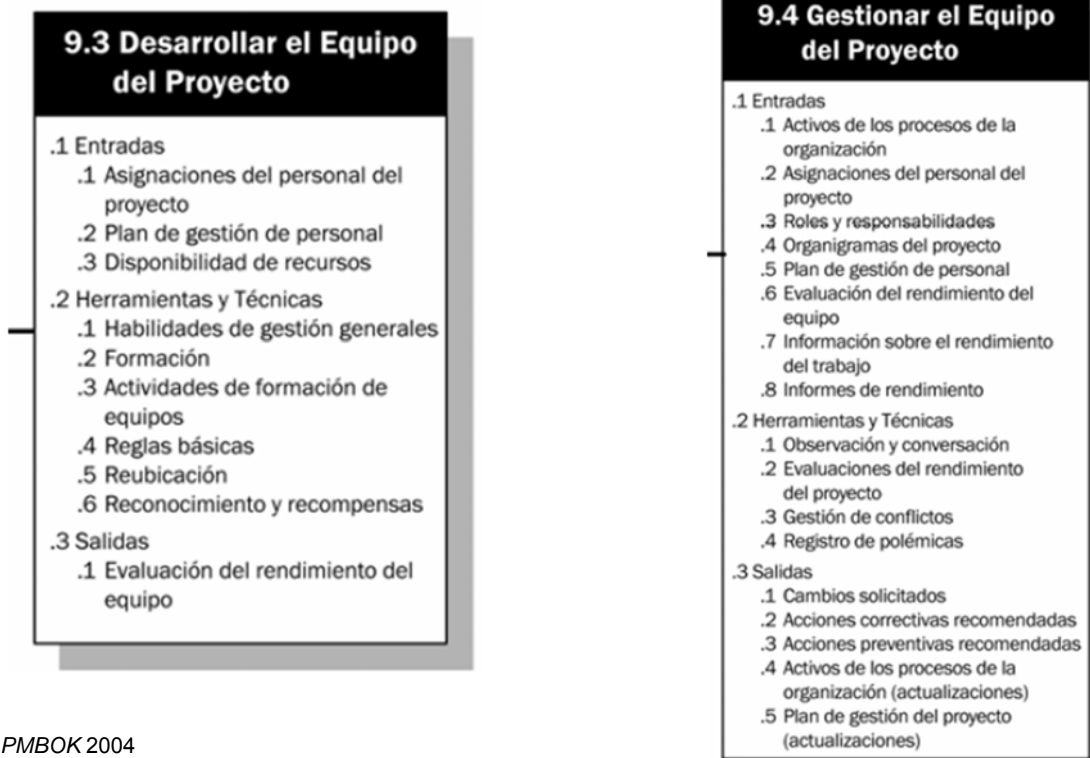 9.3 Desarrollar el Equipo
del Proyecto
.1 Entradas
.1 Asignaciones del personal del
proyecto
.2 Plan de gestión de personal
.3 Disponibilidad de recursos
.2 Herramientas y Técnicas
.1 Habilidades de gestión generales
.2 Formación
.3 Actividades de formación de
equipos
.4 Reglas básicas
.5 Reubicación
.6 Reconocimiento y recompensas
.3 Salidas
.1 Evaluación del rendimiento del
equipo
PMBOK 2004
9.4 Gestionar el Equipo
del Proyecto
.1 Entradas
.1 Activos de los procesos de la
organización
.2 Asignaciones del personal del
proyecto
.3 Roles y responsabilidades
.4 Organigramas del proyecto
.5 Plan de gestión de personal
.6 Evaluación del rendimiento del
equipo
.7 Información sobre el rendimiento
del trabajo
.8 Informes de rendimiento
.2 Herramientas y Técnicas
.1 Observación y conversación
.2 Evaluaciones del rendimiento
del proyecto
.3 Gestión de conflictos
.4 Registro de polémicas
.3 Salidas
.1 Cambios solicitados
.2 Acciones correctivas recomendadas
.3 Acciones preventivas recomendadas
.4 Activos de los procesos de la
organización (actualizaciones)
.5 Plan de gestión del proyecto
(actualizaciones)